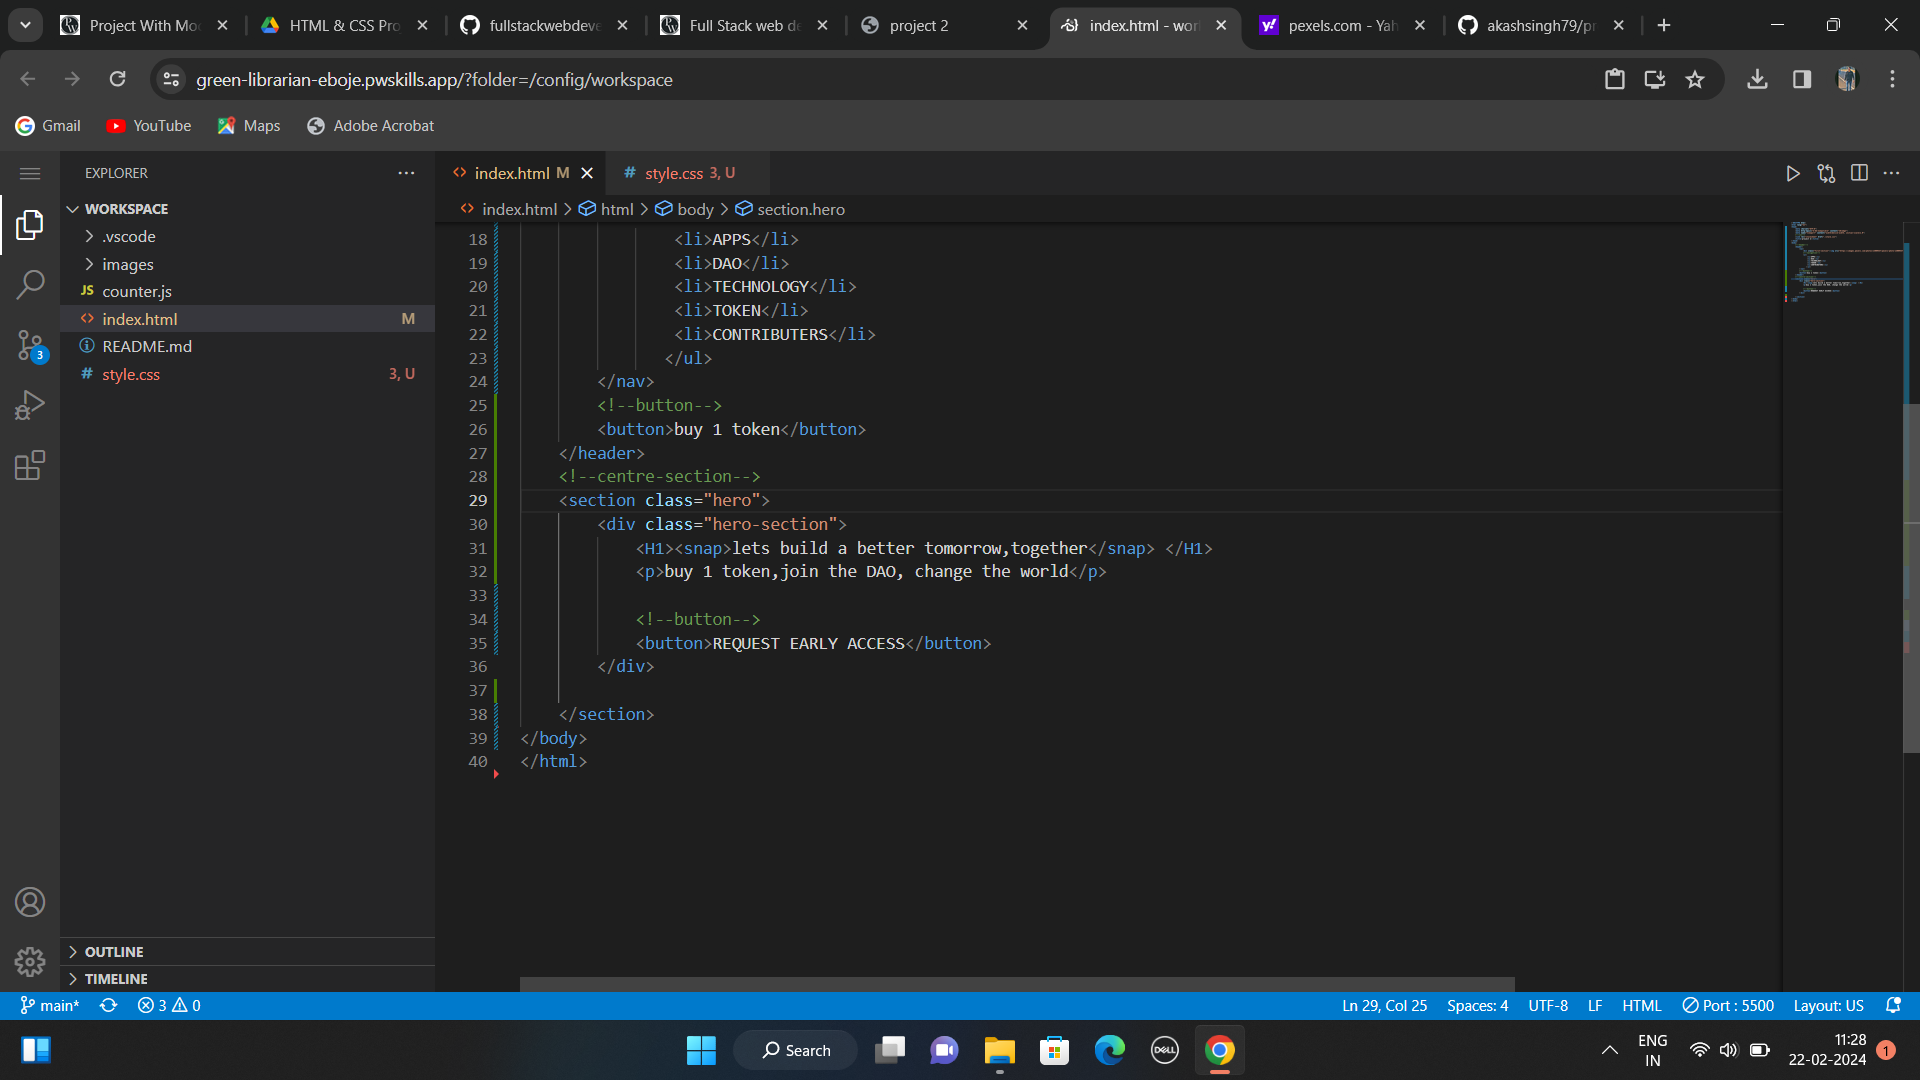 Project With Moc
HTML & CSS Pro
fullstackwebdeve
Full Stack web de
project 2
index.html - wor
pexels.com - Yah
akashsingh79/pr
green-librarian-eboje.pwskills.app/?folder=/config/workspace
Gmail
YouTube
Maps
Adobe Acrobat
EXPLORER
WORKSPACE
.vscode
images
JS counter.js
index.html M
README.md
# style.css 3, U
OUTLINE
TIMELINE
<> index.html M
# style.css 3, U
<> index.html > html > body > section.hero
18 <li>APPS</li>
19 <li>DAO</li>
20 <li>TECHNOLOGY</li>
21 <li>TOKEN</li>
22 <li>CONTRIBUTERS</li>
23 </ul>
24 </nav>
25 <!--button-->
26 <button>buy 1 token</button>
27 </header>
28 <!--centre-section-->
29 <section class="hero">
30 <div class="hero-section">
31 <H1><snap>lets build a better tomorrow,together</snap> </H1>
32 <p>buy 1 token,join the DAO, change the world</p>
33
34 <!--button-->
35 <button>REQUEST EARLY ACCESS</button>
36 </div>
37
38 </section>
39 </body>
40 </html>
3
main* 3 0
Ln 29, Col 25 Spaces: 4 UTF-8 LF HTML Port : 5500 Layout: US
Search
DELL
ENG
IN
11:28
22-02-2024
1